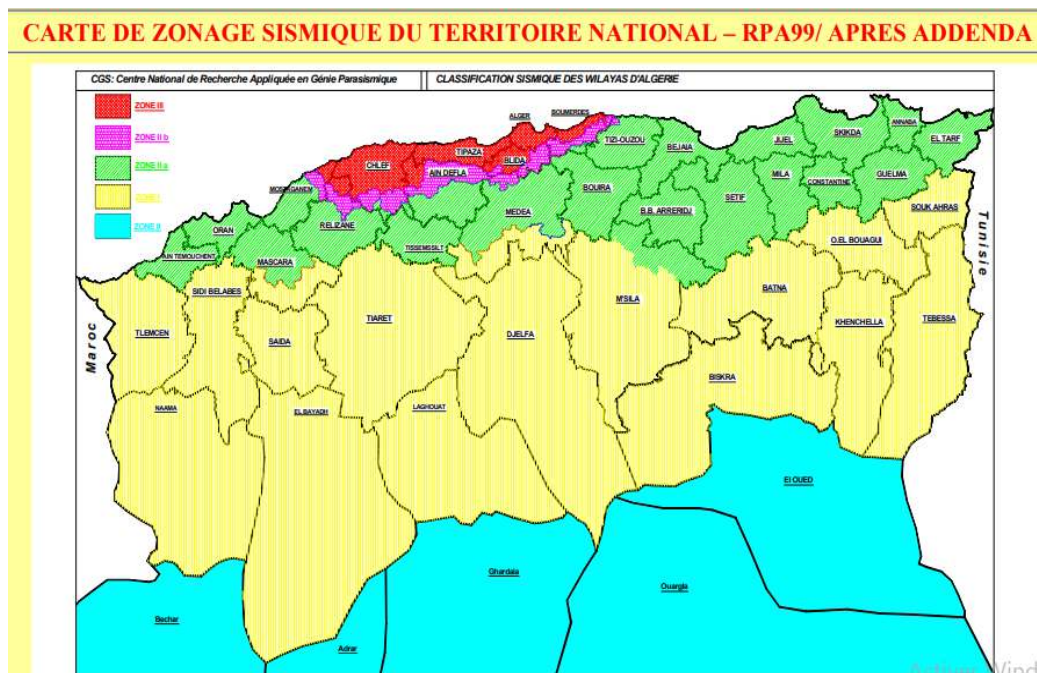 CARTE DE ZONAGE SISMIQUE DU TERRITOIRE NATIONAL – RPA99/ APRES ADDENDA
CGS: Centre National de Recherche Appliquée en Génie Parasismique
CLASSIFICATION SISMIQUE DES WILAYAS D'ALGERIE
ZONE III
ZONE II b
ZONE II a
ZONE I
ZONE 0
ALGER
BOUMERDES
TIPAZA
BLIDA
CHLEF
AIN DEFLA
TIZI-OUZOU
BEJAIA
JIJEL
SKIKDA
ANNABA
EL TARF
MOSTAGANEM
BOUIRA
MILA
CONSTANTINE
GUELMA
SETIF
B.B. ARRERIDJ
MEDEA
RELIZANE
ORAN
SOUK AHRAS
Tunisie
TISSEMSSILT
AIN TEMOUCHENT
MASCARA
O.EL BOUAGUI
SIDI BELABES
BATNA
M'SILA
TIARET
DJELFA
TLEMCEN
SAIDA
KHENCHELLA
TEBESSA
Maroc
BISKRA
NAAMA
EL BAYADH
LAGHOUAT
El OUED
Ghardaia
Ouargla
Bechar
Adrar